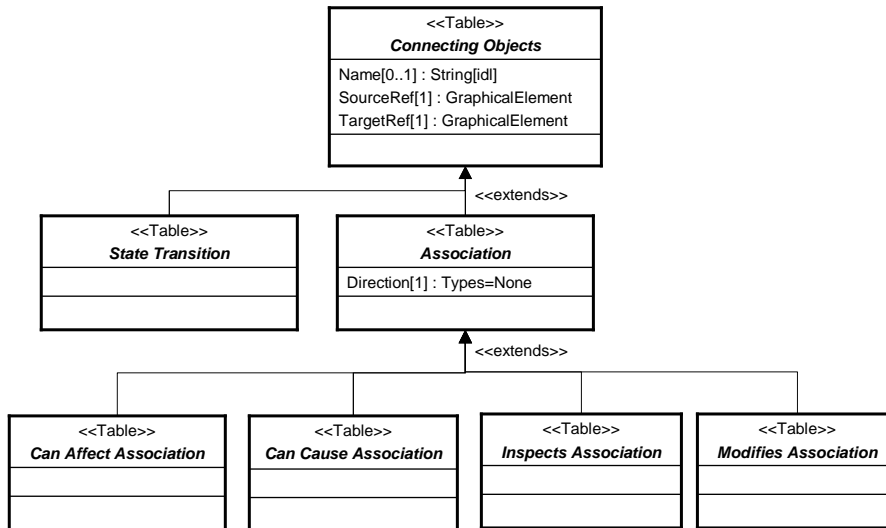 <<Table>>
Connecting Objects
Name[0..1] : String[idl]
SourceRef[1] : GraphicalElement
TargetRef[1] : GraphicalElement
<<extends>>
<<Table>>
State Transition
<<Table>>
Association
Direction[1] : Types=None
<<extends>>
<<Table>>
Can Affect Association
<<Table>>
Can Cause Association
<<Table>>
Inspects Association
<<Table>>
Modifies Association